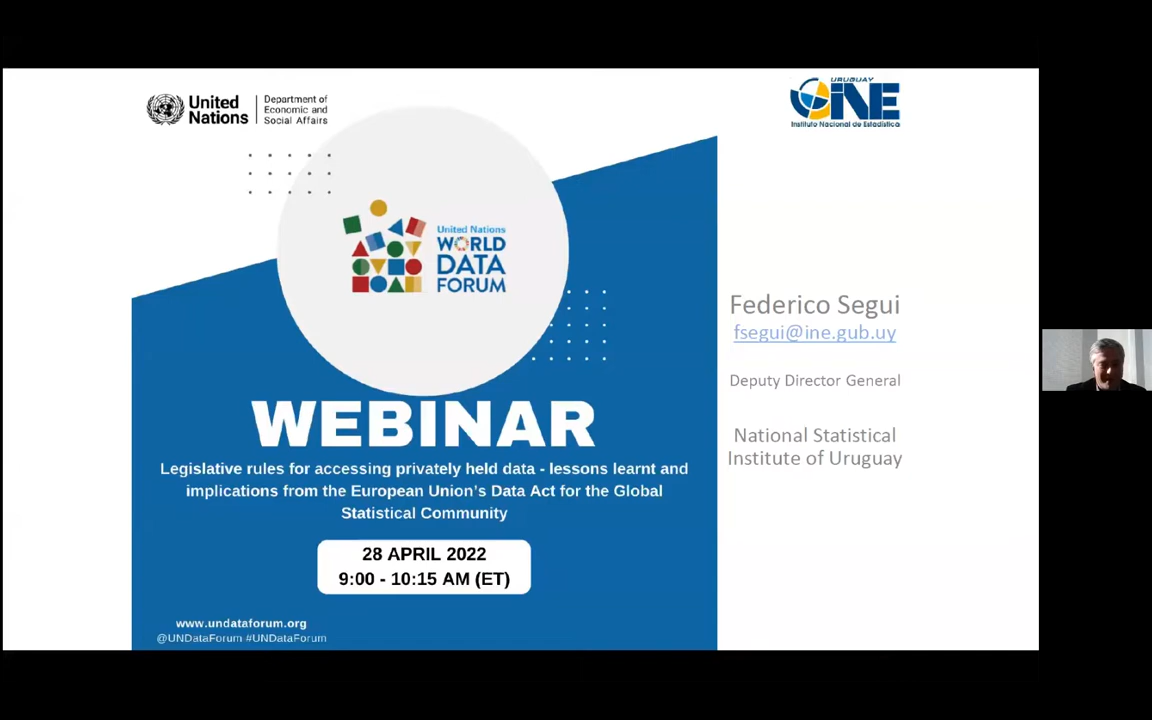 United
Nations
Department of
Economic and
Social Affairs
URUGUAY
INE
Instituto Nacional de Estadística
United Nations
WORLD
DATA
FORUM
WEBINAR
Legislative rules for accessing privately held data - lessons learnt and
implications from the European Union's Data Act for the Global
Statistical Community
28 APRIL 2022
9:00 - 10:15 AM (ET)
www.undataforum.org
@UNDataForum #UNDataForum
Federico Segui
fsegui@ine.gub.uy
Deputy Director General
National Statistical
Institute of Uruguay